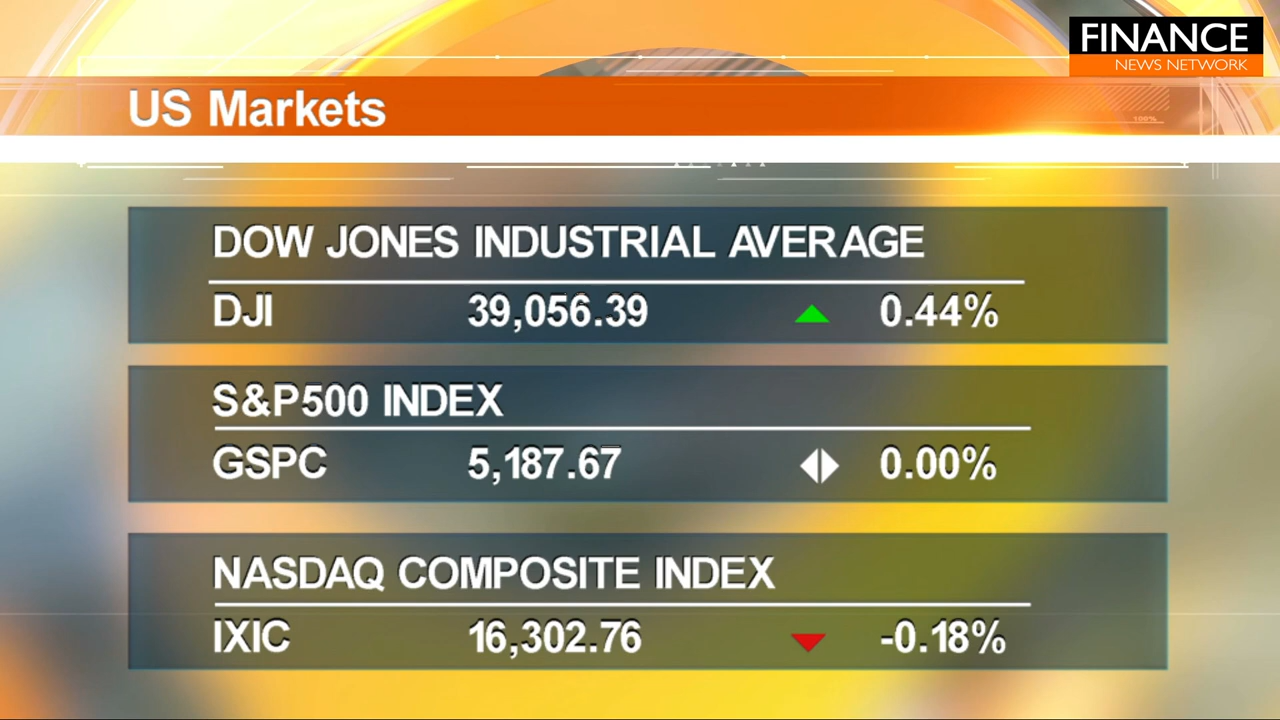 FINANCE
NEWS NETWORK
US Markets
100%
DOW JONES INDUSTRIAL AVERAGE
DJI 39,056.39 0.44%
S&P500 INDEX
GSPC 5,187.67 0.00%
NASDAQ COMPOSITE INDEX
IXIC 16,302.76 -0.18%